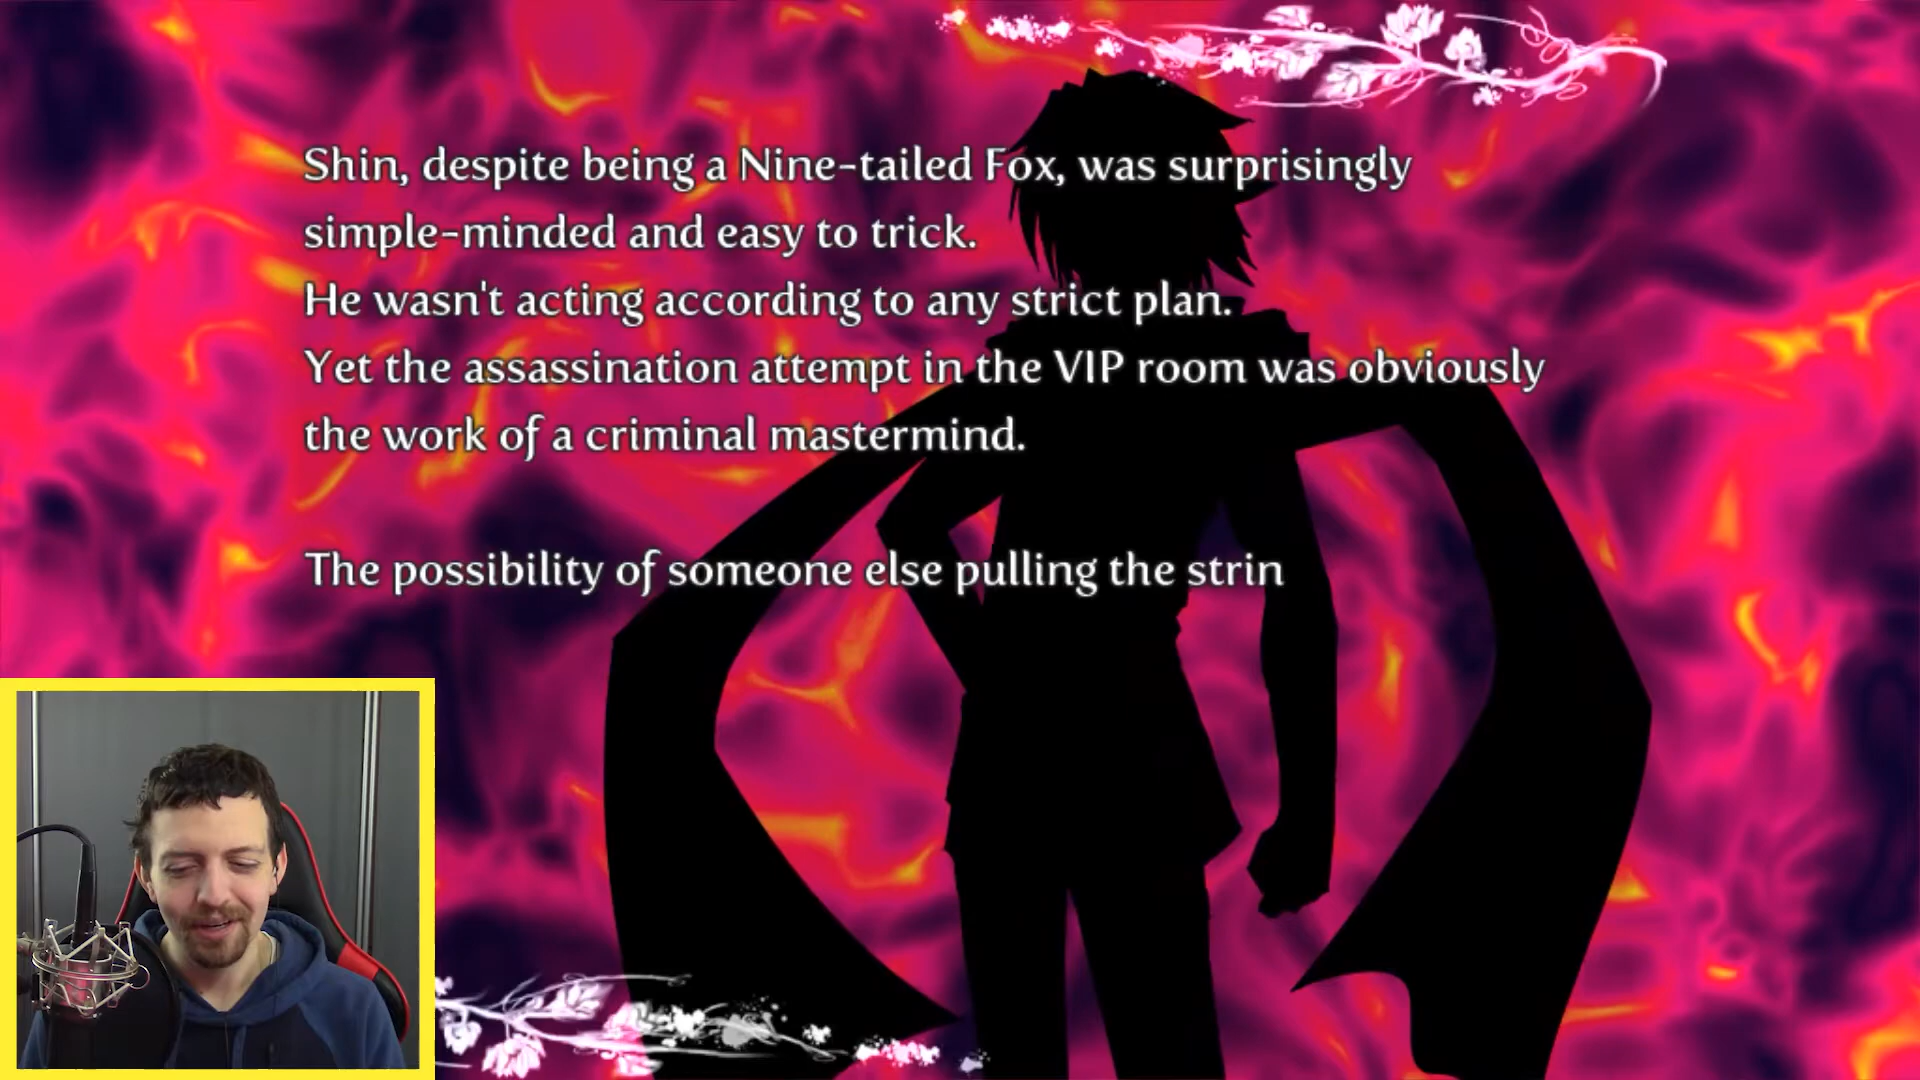 Shin, despite being a Nine-tailed Fox, was surprisingly
simple-minded and easy to trick.
He wasn't acting according to any strict plan.
Yet the assassination attempt in the VIP room was obviously
the work of a criminal mastermind.
The possibility of someone else pulling the strin